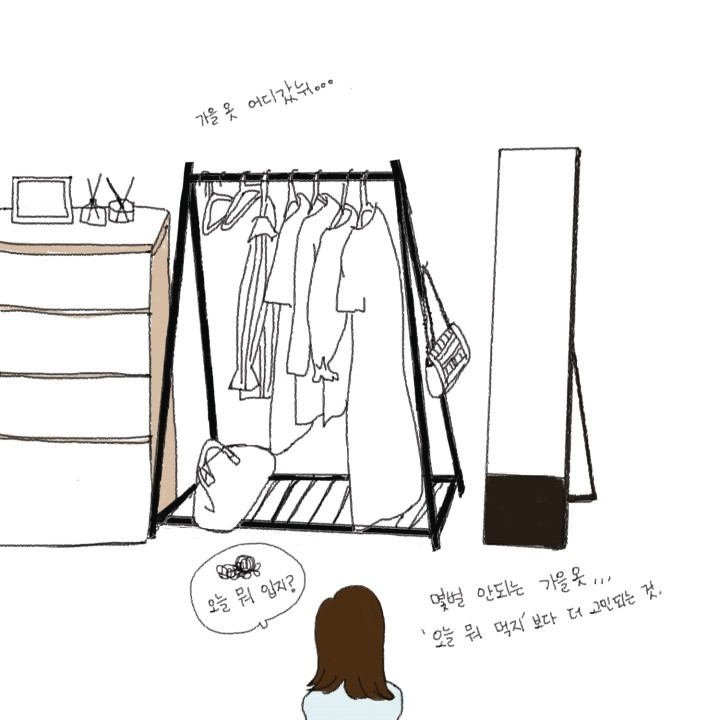 가을 옷 어디갔눠...
오늘 뭐 입지?
몇벌 안되는 가을옷...
'오늘 뭐 먹지' 보다 더 고민되는 것.